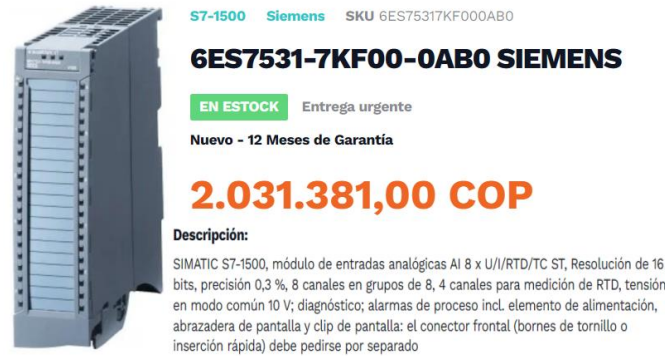 S7-1500 Siemens SKU 6ES75317KF000AB0
6ES7531-7KF00-0AB0 SIEMENS
EN ESTOCK Entrega urgente
Nuevo - 12 Meses de Garantía
2.031.381,00 COP
Descripción:
SIMATIC S7-1500, módulo de entradas analógicas AI 8 x U/I/RTD/TC ST, Resolución de 16
bits, precisión 0,3 %, 8 canales en grupos de 8, 4 canales para medición de RTD, tensión
en modo común 10 V; diagnóstico; alarmas de proceso incl. elemento de alimentación,
abrazadera de pantalla y clip de pantalla: el conector frontal (bornes de tornillo o
inserción rápida) debe pedirse por separado